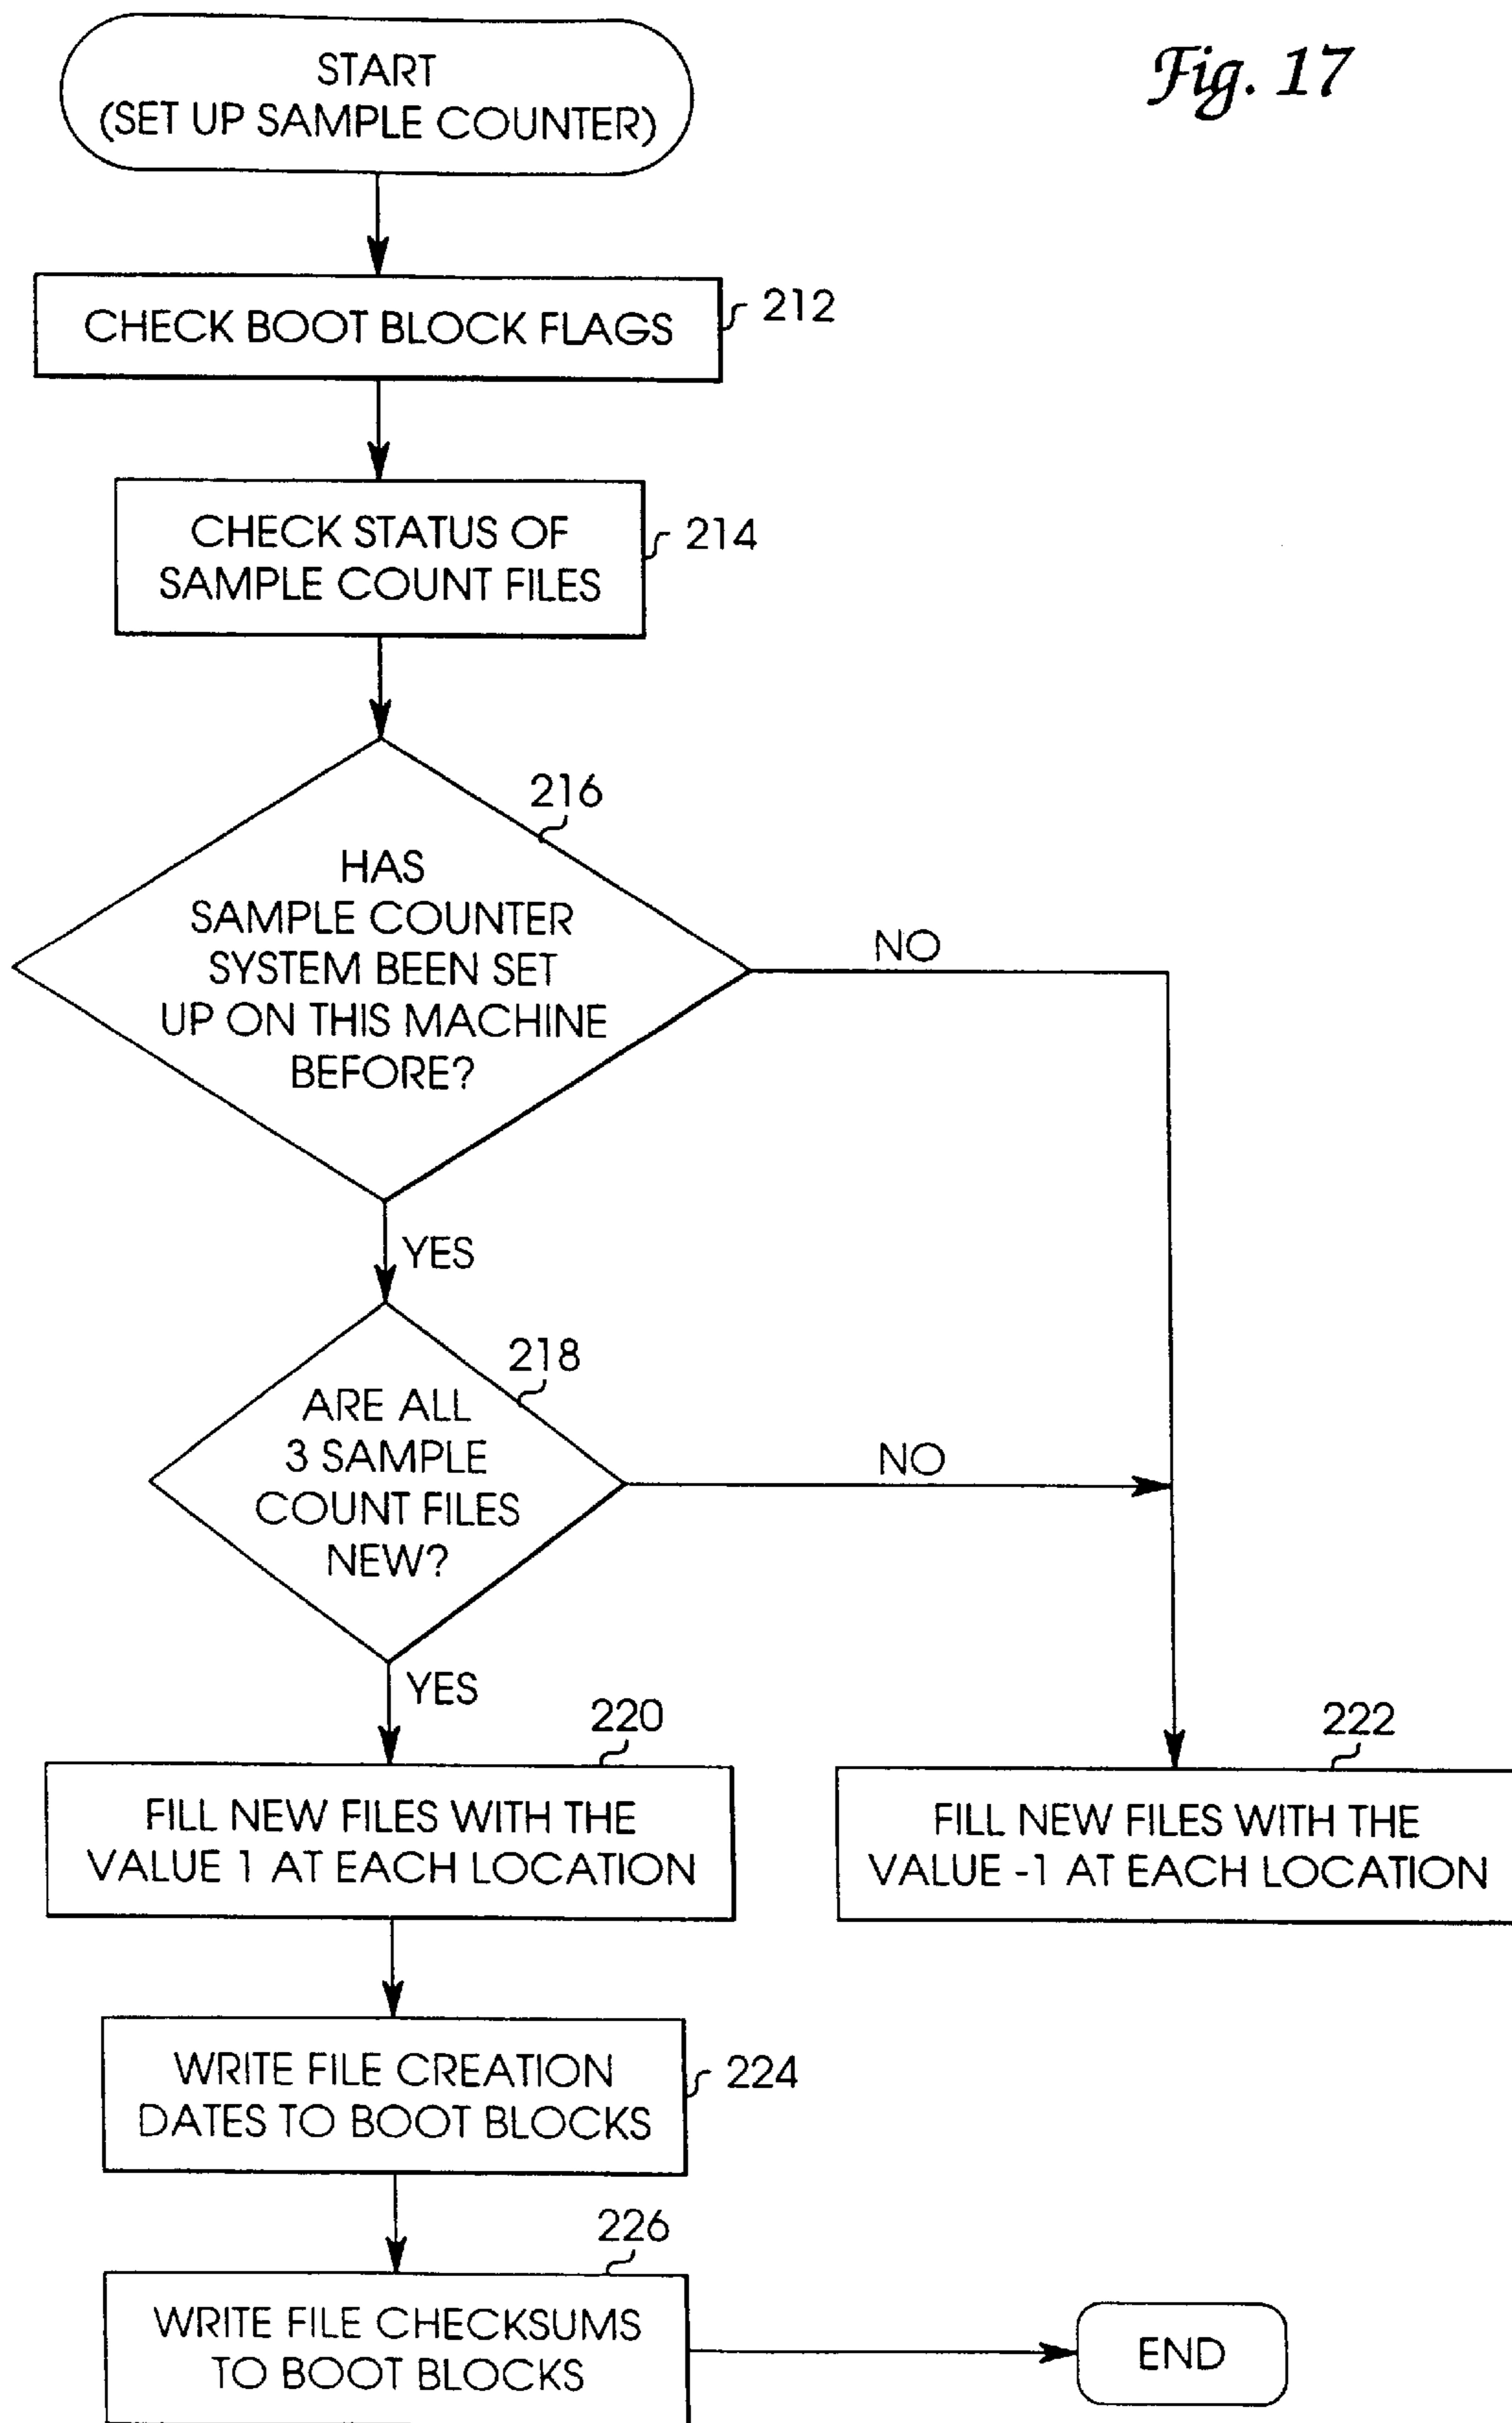 Fig. 17
START
(SET UP SAMPLE COUNTER)
CHECK BOOT BLOCK FLAGS
212
CHECK STATUS OF
SAMPLE COUNT FILES
214
216
HAS
SAMPLE COUNTER
SYSTEM BEEN SET
UP ON THIS MACHINE
BEFORE?
NO
YES
218
ARE ALL
3 SAMPLE
COUNT FILES
NEW?
NO
YES
220
FILL NEW FILES WITH THE
VALUE 1 AT EACH LOCATION
222
FILL NEW FILES WITH THE
VALUE -1 AT EACH LOCATION
WRITE FILE CREATION
DATES TO BOOT BLOCKS
224
226
WRITE FILE CHECKSUMS
TO BOOT BLOCKS
END